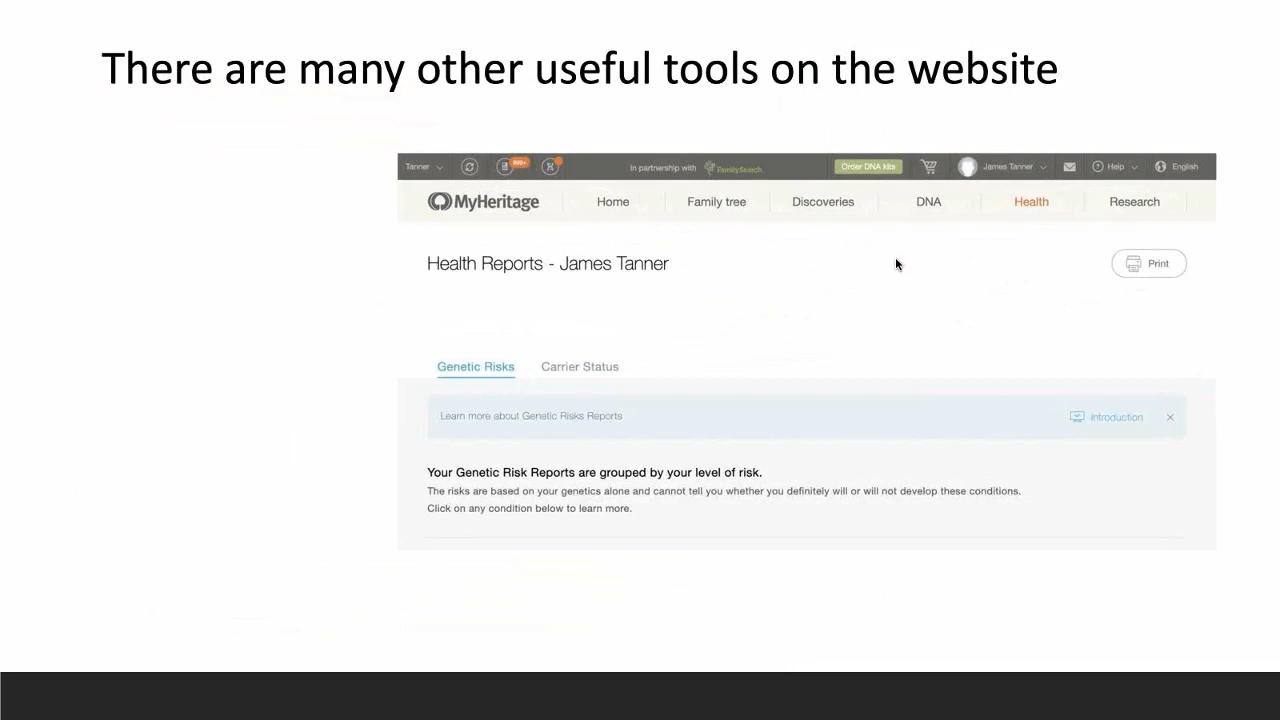 There are many other useful tools on the website
Tanner 999+ In partnership with FamilySearch Order DNA kits James Tanner Help English
MyHeritage Home Family tree Discoveries DNA Health Research
Health Reports - James Tanner Print
Genetic Risks Carrier Status
Learn more about Genetic Risks Reports Introduction ×
Your Genetic Risk Reports are grouped by your level of risk.
The risks are based on your genetics alone and cannot tell you whether you definitely will or will not develop these conditions.
Click on any condition below to learn more.